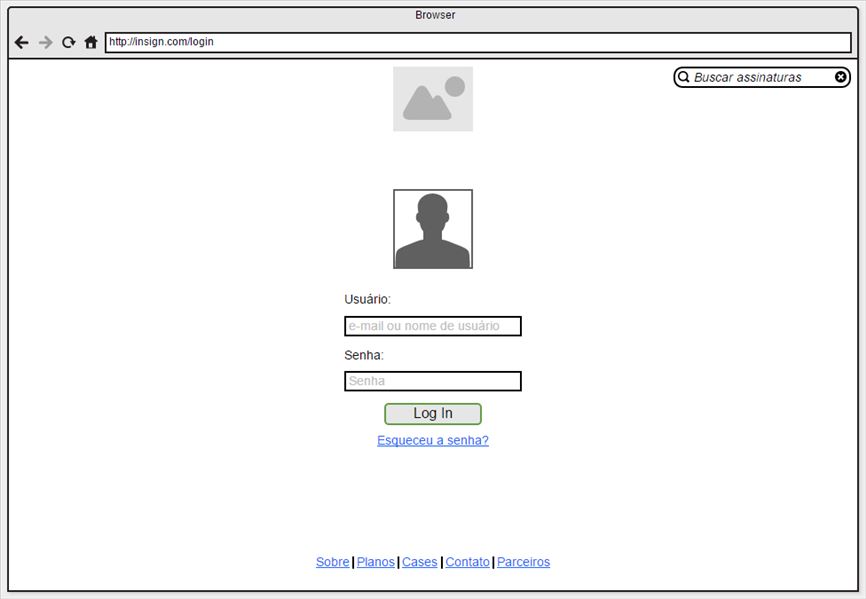 Browser
http://insign.com/login
Buscar assinaturas
Usuário:
e-mail ou nome de usuário
Senha:
Senha
Log In
Esqueceu a senha?
Sobre | Planos | Cases | Contato | Parceiros